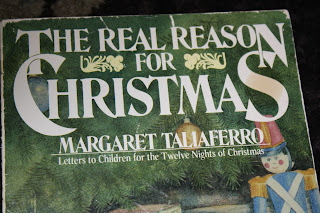 THE REAL REASON
FOR
CHRISTMAS
MARGARET TALIAFERRO
Letters to Children for the Twelve Nights of Christmas